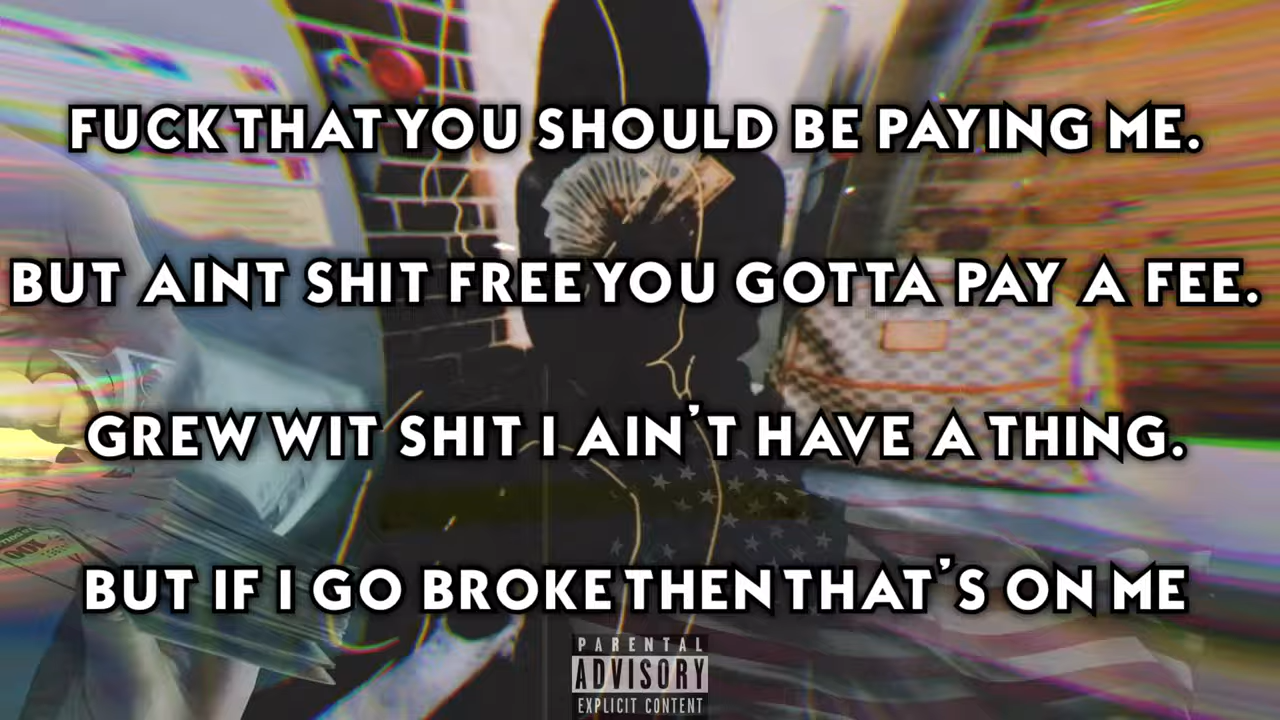 FUCK THAT YOU SHOULD BE PAYING ME.
BUT AINT SHIT FREE YOU GOTTA PAY A FEE.
GREW WIT SHIT I AIN'T HAVE A THING.
BUT IF I GO BROKE THEN THAT'S ON ME
PARENTAL
ADVISORY
EXPLICIT CONTENT